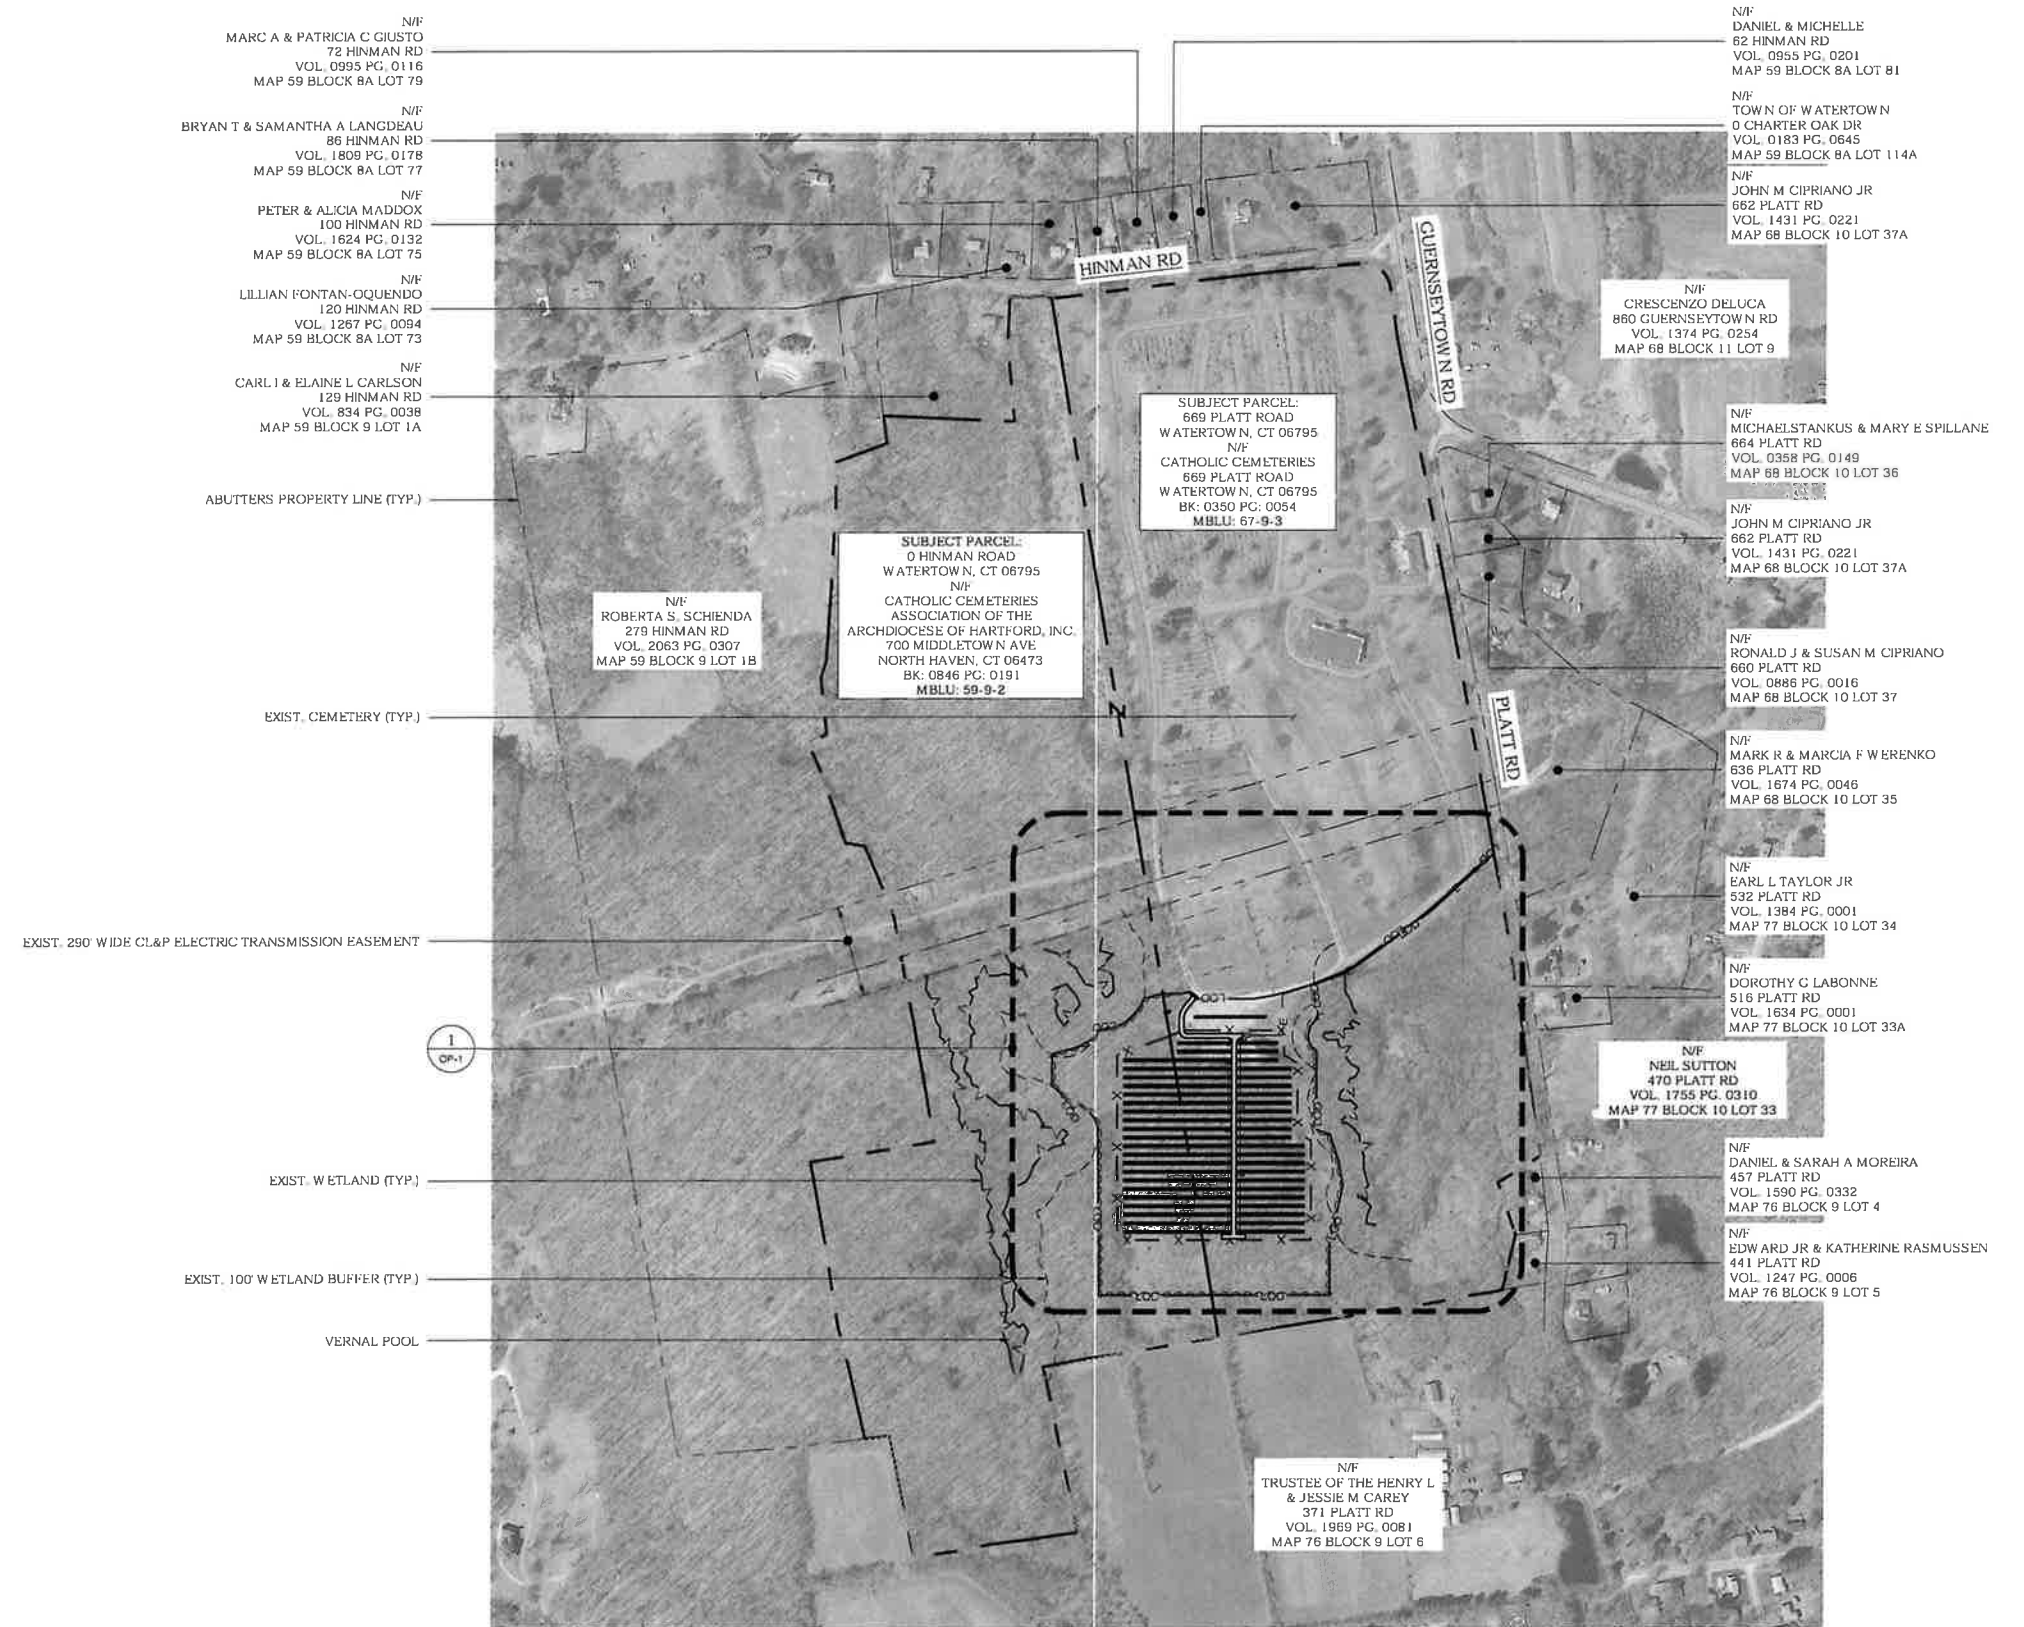 N/F
MARC A & PATRICIA C GIUSTO
72 HINMAN RD
VOL. 0995 PG. 0116
MAP 59 BLOCK 8A LOT 79
N/F
BRYAN T & SAMANTHA A LANGDEAU
86 HINMAN RD
VOL. 1809 PG. 0178
MAP 59 BLOCK 8A LOT 77
N/F
PETER & ALICIA MADDOX
100 HINMAN RD
VOL. 1624 PG. 0132
MAP 59 BLOCK 8A LOT 75
N/F
LILLIAN FONTAN-OQUENDO
120 HINMAN RD
VOL. 1267 PG. 0094
MAP 59 BLOCK 8A LOT 73
N/F
CARL I & ELAINE L CARLSON
129 HINMAN RD
VOL. 834 PG. 0038
MAP 59 BLOCK 9 LOT 1A
ABUTTERS PROPERTY LINE (TYP.)
EXIST. CEMETERY (TYP.)
EXIST. 290' WIDE CL&P ELECTRIC TRANSMISSION EASEMENT
1
OP-1
EXIST. WETLAND (TYP.)
EXIST. 100' WETLAND BUFFER (TYP.)
VERNAL POOL
HINMAN RD
GUERNSEYTOWN RD
PLATT RD
SUBJECT PARCEL:
669 PLATT ROAD
WATERTOWN, CT 06795
N/F
CATHOLIC CEMETERIES
669 PLATT ROAD
WATERTOWN, CT 06795
BK: 0350 PG: 0054
MBLU: 67-9-3
SUBJECT PARCEL:
0 HINMAN ROAD
WATERTOWN, CT 06795
N/F
CATHOLIC CEMETERIES
ASSOCIATION OF THE
ARCHDIOCESE OF HARTFORD, INC.
700 MIDDLETOWN AVE
NORTH HAVEN, CT 06473
BK: 0846 PG: 0191
MBLU: 59-9-2
N/F
ROBERTA S. SCHIENDA
279 HINMAN RD
VOL. 2063 PG. 0307
MAP 59 BLOCK 9 LOT 1B
Z
N/F
TRUSTEE OF THE HENRY L
& JESSIE M CAREY
371 PLATT RD
VOL. 1969 PG. 0081
MAP 76 BLOCK 9 LOT 6
N/F
DANIEL & MICHELLE
62 HINMAN RD
VOL. 0955 PG. 0201
MAP 59 BLOCK 8A LOT 81
N/F
TOWN OF WATERTOWN
0 CHARTER OAK DR
VOL. 0183 PG. 0645
MAP 59 BLOCK 8A LOT 114A
N/F
JOHN M CIPRIANO JR
662 PLATT RD
VOL. 1431 PG. 0221
MAP 68 BLOCK 10 LOT 37A
N/F
CRESCENZO DELUCA
860 GUERNSEYTOWN RD
VOL. 1374 PG. 0254
MAP 68 BLOCK 11 LOT 9
N/F
MICHAELSTANKUS & MARY E SPILLANE
664 PLATT RD
VOL. 0358 PG. 0149
MAP 68 BLOCK 10 LOT 36
N/F
JOHN M CIPRIANO JR
662 PLATT RD
VOL. 1431 PG. 0221
MAP 68 BLOCK 10 LOT 37A
N/F
RONALD J & SUSAN M CIPRIANO
660 PLATT RD
VOL. 0886 PG. 0016
MAP 68 BLOCK 10 LOT 37
N/F
MARK R & MARCIA F WERENKO
636 PLATT RD
VOL. 1674 PG. 0046
MAP 68 BLOCK 10 LOT 35
N/F
EARL L TAYLOR JR
532 PLATT RD
VOL. 1384 PG. 0001
MAP 77 BLOCK 10 LOT 34
N/F
DOROTHY G LABONNE
516 PLATT RD
VOL. 1634 PG. 0001
MAP 77 BLOCK 10 LOT 33A
N/F
NEIL SUTTON
470 PLATT RD
VOL. 1755 PG. 0310
MAP 77 BLOCK 10 LOT 33
N/F
DANIEL & SARAH A MOREIRA
457 PLATT RD
VOL. 1590 PG. 0332
MAP 76 BLOCK 9 LOT 4
N/F
EDWARD JR & KATHERINE RASMUSSEN
441 PLATT RD
VOL. 1247 PG. 0006
MAP 76 BLOCK 9 LOT 5